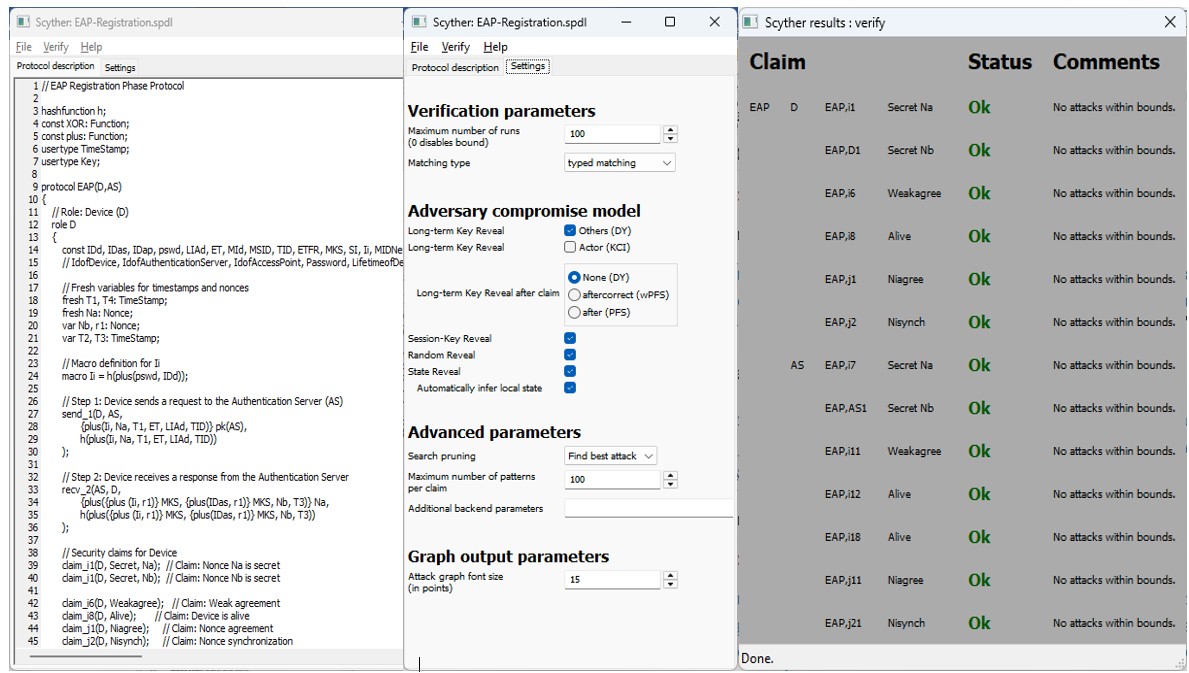 Scyther: EAP-Registration.spdl
File Verify Help
Protocol description Settings
1 // EAP Registration Phase Protocol
2
3 hashfunction h;
4 const XOR: Function;
5 const plus: Function;
6 usertype TimeStamp;
7 usertype Key;
8
9 protocol EAP(D,AS)
10 {
11 // Role: Device (D)
12 role D
13 {
14 const IDd, IDas, IDap, pswd, LIAd, ET, MId, MSID, TID, ETFR, MKS, SI, Ii, MIDNe
15 // IdofDevice, IdofAuthenticationServer, IdofAccessPoint, Password, LifetimeofDe
16
17 // Fresh variables for timestamps and nonces
18 fresh T1, T4: TimeStamp;
19 fresh Na: Nonce;
20 var Nb, r1: Nonce;
21 var T2, T3: TimeStamp;
22
23 // Macro definition for Ii
24 macro Ii = h(plus(pswd, IDd));
25
26 // Step 1: Device sends a request to the Authentication Server (AS)
27 send_1(D, AS,
28 {plus(Ii, Na, T1, ET, LIAd, TID)} pk(AS),
29 h(plus(Ii, Na, T1, ET, LIAd, TID))
30 );
31
32 // Step 2: Device receives a response from the Authentication Server
33 recv_2(AS, D,
34 {plus({plus (Ii, r1)} MKS, {plus(IDas, r1)} MKS, Nb, T3)} Na,
35 h(plus({plus (Ii, r1)} MKS, {plus(IDas, r1)} MKS, Nb, T3))
36 );
37
38 // Security claims for Device
39 claim_i1(D, Secret, Na); // Claim: Nonce Na is secret
40 claim_j1(D, Secret, Nb); // Claim: Nonce Nb is secret
41
42 claim_i6(D, Weakagree); // Claim: Weak agreement
43 claim_i8(D, Alive); // Claim: Device is alive
44 claim_j1(D, Niagree); // Claim: Nonce agreement
45 claim_j2(D, Nisynch); // Claim: Nonce synchronization
Scyther: EAP-Registration.spdl
File Verify Help
Protocol description Settings
Verification parameters
Maximum number of runs
(0 disables bound)
100
Matching type typed matching
Adversary compromise model
Long-term Key Reveal Others (DY)
Long-term Key Reveal Actor (KCI)
None (DY)
Long-term Key Reveal after claim aftercorrect (wPFS)
after (PFS)
Session-Key Reveal
Random Reveal
State Reveal
Automatically infer local state
Advanced parameters
Search pruning Find best attack
Maximum number of patterns
per claim
100
Additional backend parameters
Graph output parameters
Attack graph font size
(in points)
15
Scyther results : verify
Claim Status Comments
EAP D EAP,i1 Secret Na Ok No attacks within bounds.
EAP,D1 Secret Nb Ok No attacks within bounds.
EAP,i6 Weakagree Ok No attacks within bounds.
EAP,i8 Alive Ok No attacks within bounds.
EAP,j1 Niagree Ok No attacks within bounds.
EAP,j2 Nisynch Ok No attacks within bounds.
AS EAP,i7 Secret Na Ok No attacks within bounds.
EAP,AS1 Secret Nb Ok No attacks within bounds.
EAP,i11 Weakagree Ok No attacks within bounds.
EAP,i12 Alive Ok No attacks within bounds.
EAP,i18 Alive Ok No attacks within bounds.
EAP,j11 Niagree Ok No attacks within bounds.
EAP,j21 Nisynch Ok No attacks within bounds.
Done.